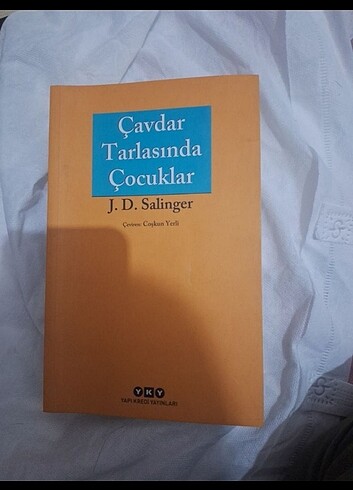 Çavdar
Tarlasında
Çocuklar
J. D. Salinger
Çeviren: Coşkun Yerli
YKY
YAPI KREDİ YAYINLARI